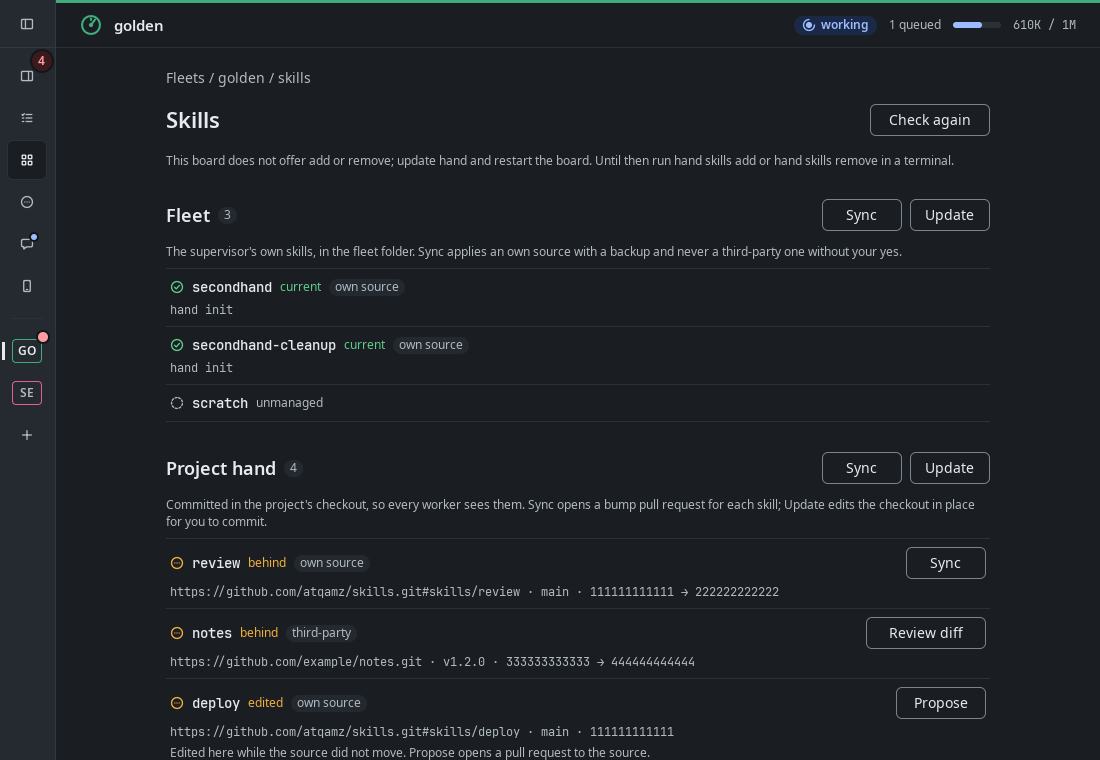 golden
working
1 queued
610K / 1M
4
Fleets / golden / skills
Skills
Check again
This board does not offer add or remove; update hand and restart the board. Until then run hand skills add or hand skills remove in a terminal.
Fleet 3
Sync
Update
The supervisor's own skills, in the fleet folder. Sync applies an own source with a backup and never a third-party one without your yes.
secondhand current own source
hand init
secondhand-cleanup current own source
hand init
GO
SE
scratch unmanaged
Project hand 4
Sync
Update
Committed in the project's checkout, so every worker sees them. Sync opens a bump pull request for each skill; Update edits the checkout in place
for you to commit.
review behind own source
Sync
https://github.com/atqamz/skills.git#skills/review · main · 111111111111 → 222222222222
notes behind third-party
Review diff
https://github.com/example/notes.git · v1.2.0 · 333333333333 → 444444444444
deploy edited own source
Propose
https://github.com/atqamz/skills.git#skills/deploy · main · 111111111111
Edited here while the source did not move. Propose opens a pull request to the source.